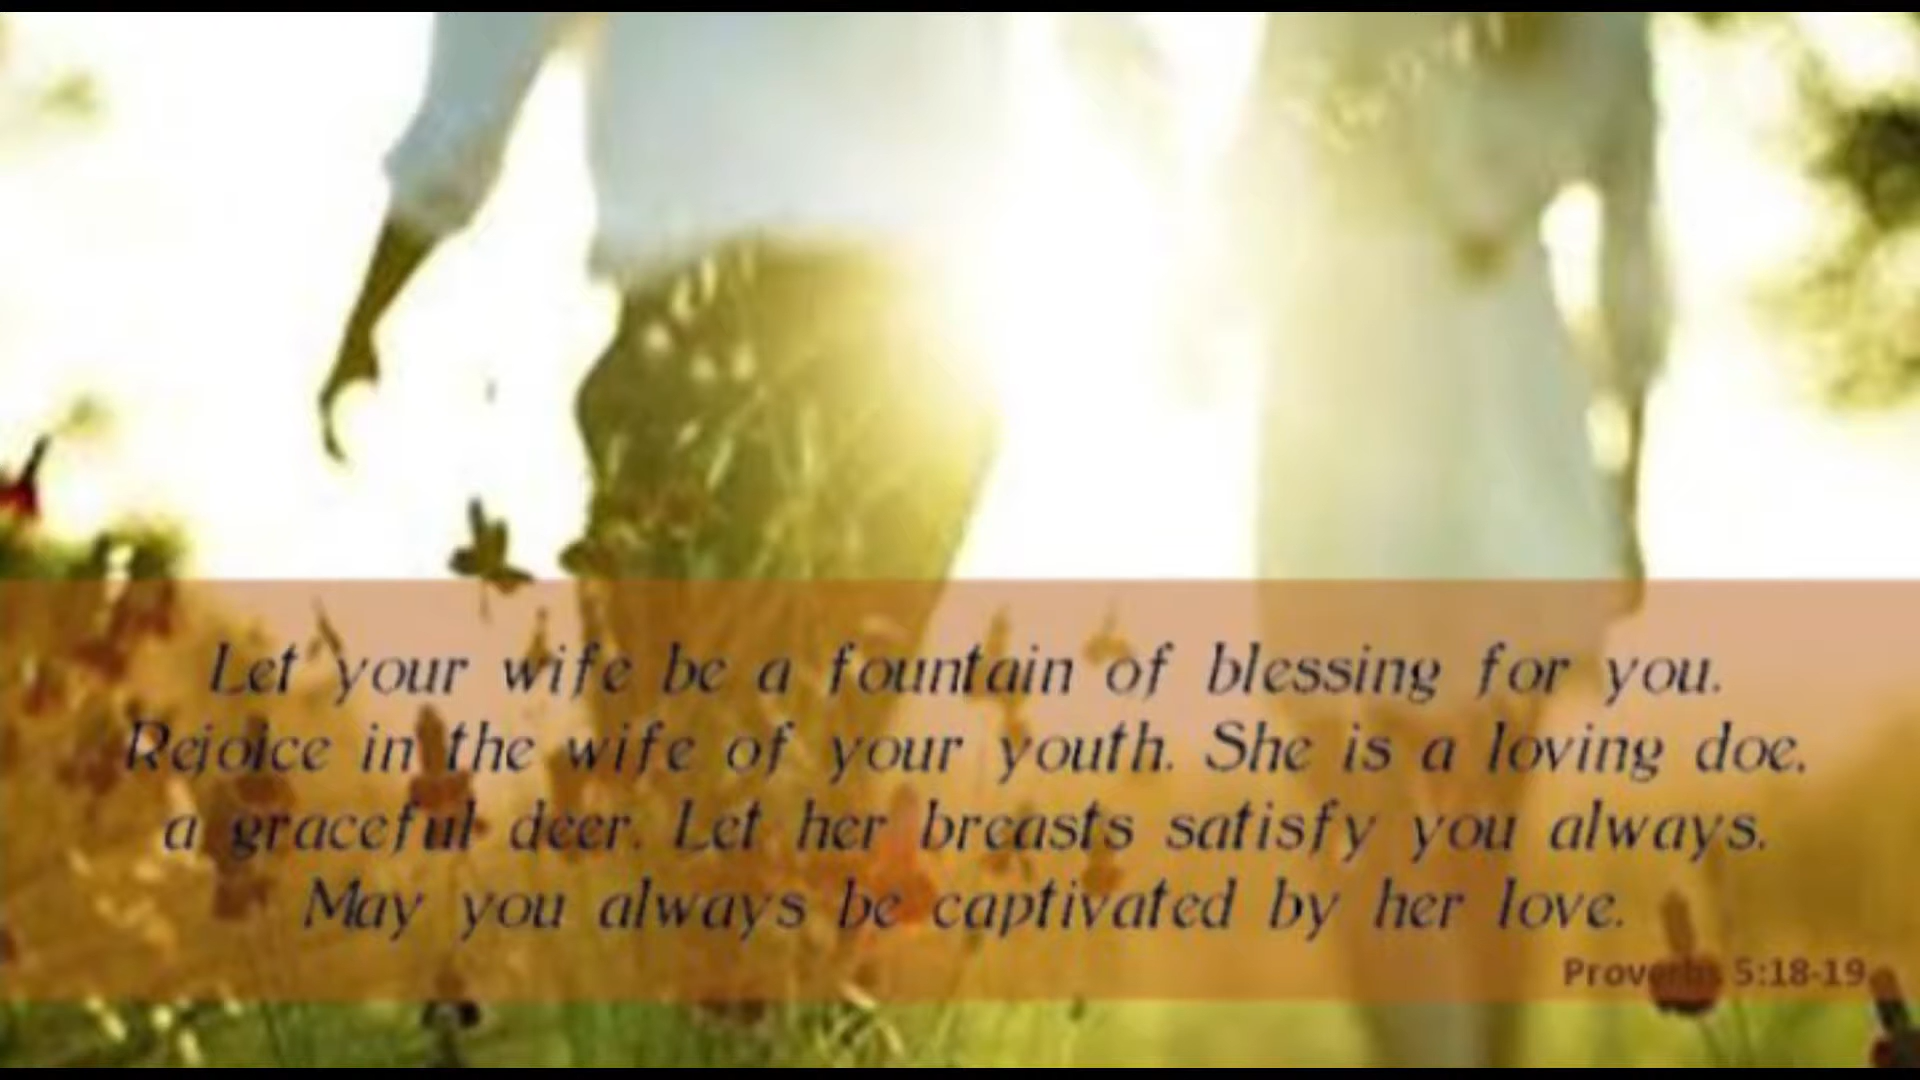 Let your wife be a fountain of blessing for you.
Rejoice in the wife of your youth. She is a loving doe,
a graceful deer. Let her breasts satisfy you always.
May you always be captivated by her love.
Proverbs 5:18-19